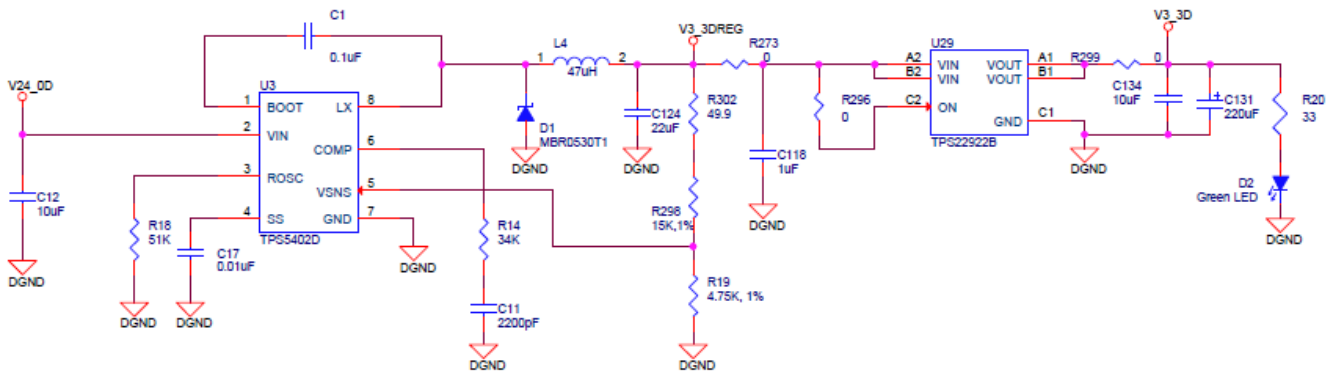 C1
0.1uF
V24_0D
U3
1
BOOT
LX
8
2
VIN
COMP
6
3
ROSC
VSNS
5
4
SS
GND
7
TPS5402D
C12
10uF
DGND
R18
51K
DGND
C17
0.01uF
DGND
DGND
R14
34K
C11
2200pF
DGND
L4
1
2
47uH
D1
MBR0530T1
DGND
C124
22uF
DGND
V3_3DREG
R302
49.9
R298
15K,1%
R19
4.75K, 1%
DGND
R273
0
C118
1uF
DGND
R296
0
U29
A2
VIN
VOUT
A1
B2
VIN
VOUT
B1
C2
ON
GND
C1
TPS22922B
DGND
R299
0
V3_3D
C134
10uF
C131
220uF
R20
33
D2
Green LED
DGND